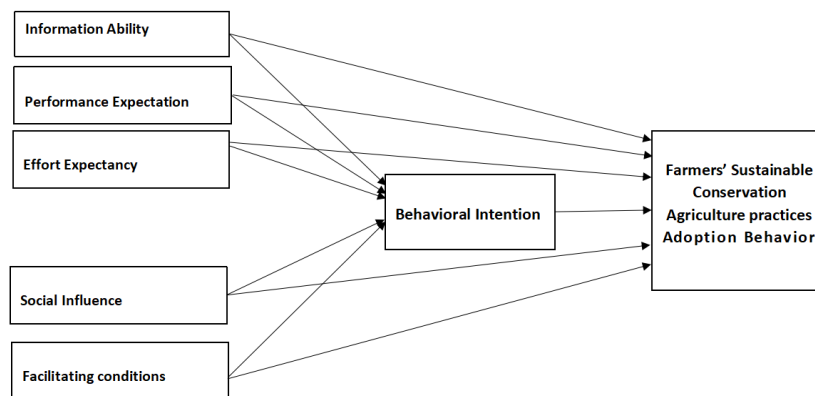 Information Ability
Performance Expectation
Effort Expectancy
Behavioral Intention
Farmers' Sustainable
Conservation
Agriculture practices
Adoption Behavior
Social Influence
Facilitating conditions